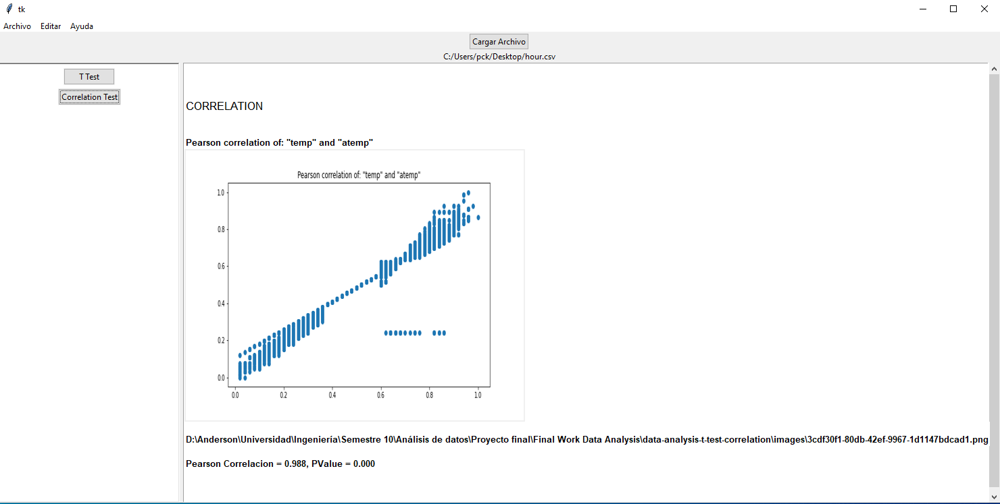 tk
Archivo Editar Ayuda
Cargar Archivo
C:/Users/pck/Desktop/hour.csv
T Test
Correlation Test
CORRELATION
Pearson correlation of: "temp" and "atemp"
Pearson correlation of: "temp" and "atemp"
1.0
0.8
0.6
0.4
0.2
0.0
0.0 0.2 0.4 0.6 0.8 1.0
D:\Anderson\Universidad\Ingeniería\Semestre 10\Análisis de datos\Proyecto final\Final Work Data Analysis\data-analysis-t-test-correlation\images\3cdf30f1-80db-42ef-9967-1d1147bdcad1.png
Pearson Correlacion = 0.988, PValue = 0.000